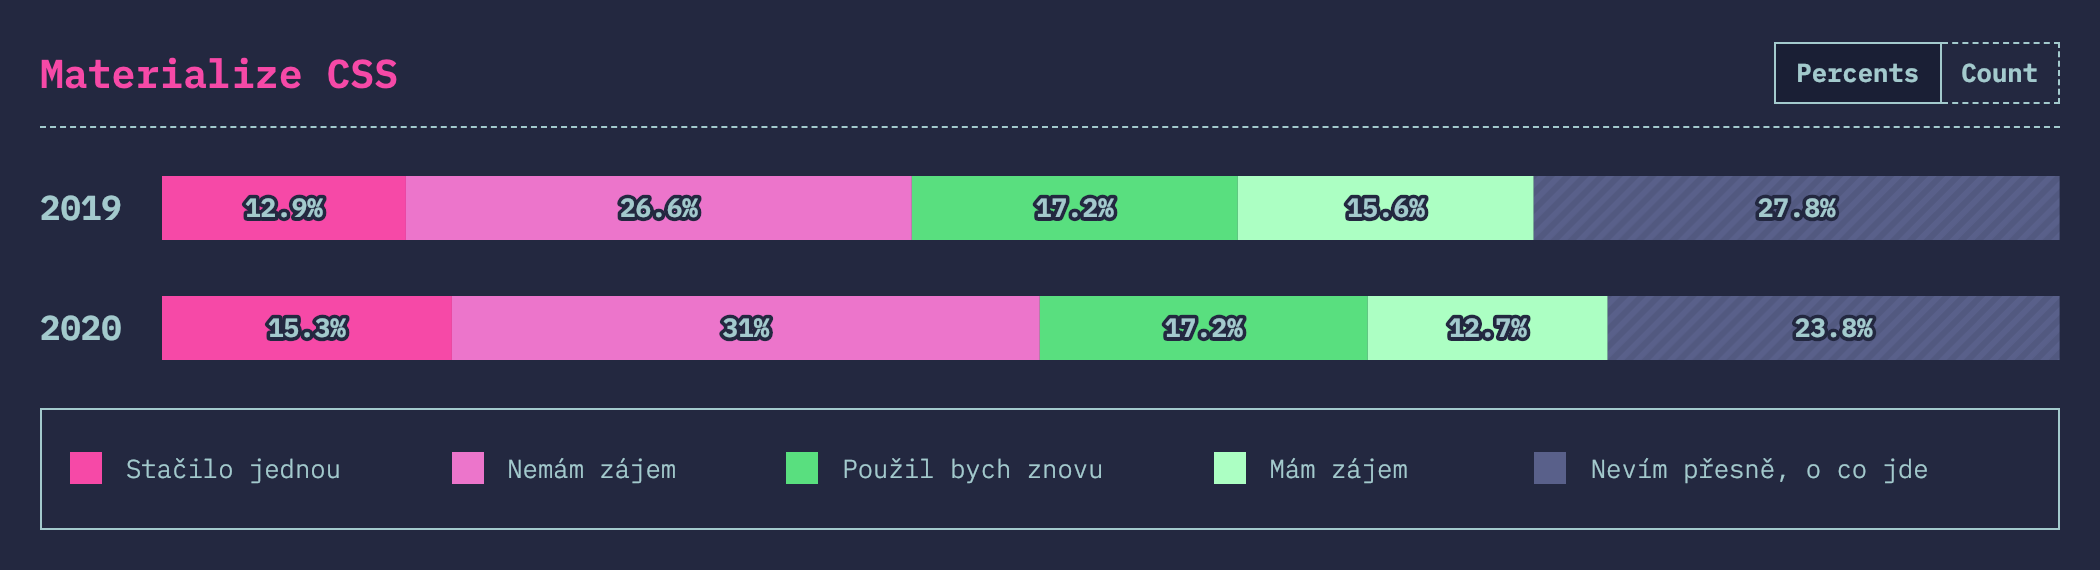 Materialize CSS
Percents Count
2019 12.9% 26.6% 17.2% 15.6% 27.8%
2020 15.3% 31% 17.2% 12.7% 23.8%
Stačilo jednou Nemám zájem Použil bych znovu Mám zájem Nevím přesně, o co jde